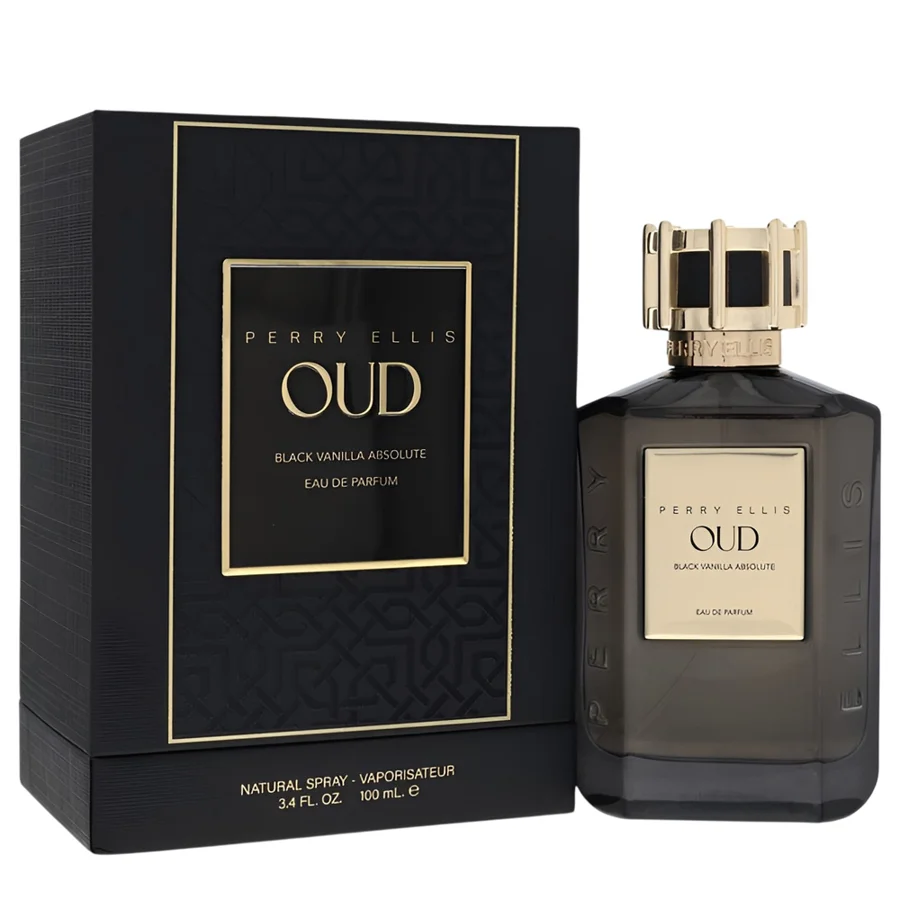 PERRY ELLIS
OUD
BLACK VANILLA ABSOLUTE
EAU DE PARFUM
NATURAL SPRAY - VAPORISATEUR
3.4 FL. OZ. 100 mL. ℮
PERRY ELLIS
PERRY ELLIS
OUD
BLACK VANILLA ABSOLUTE
EAU DE PARFUM
PERRY
ELLIS